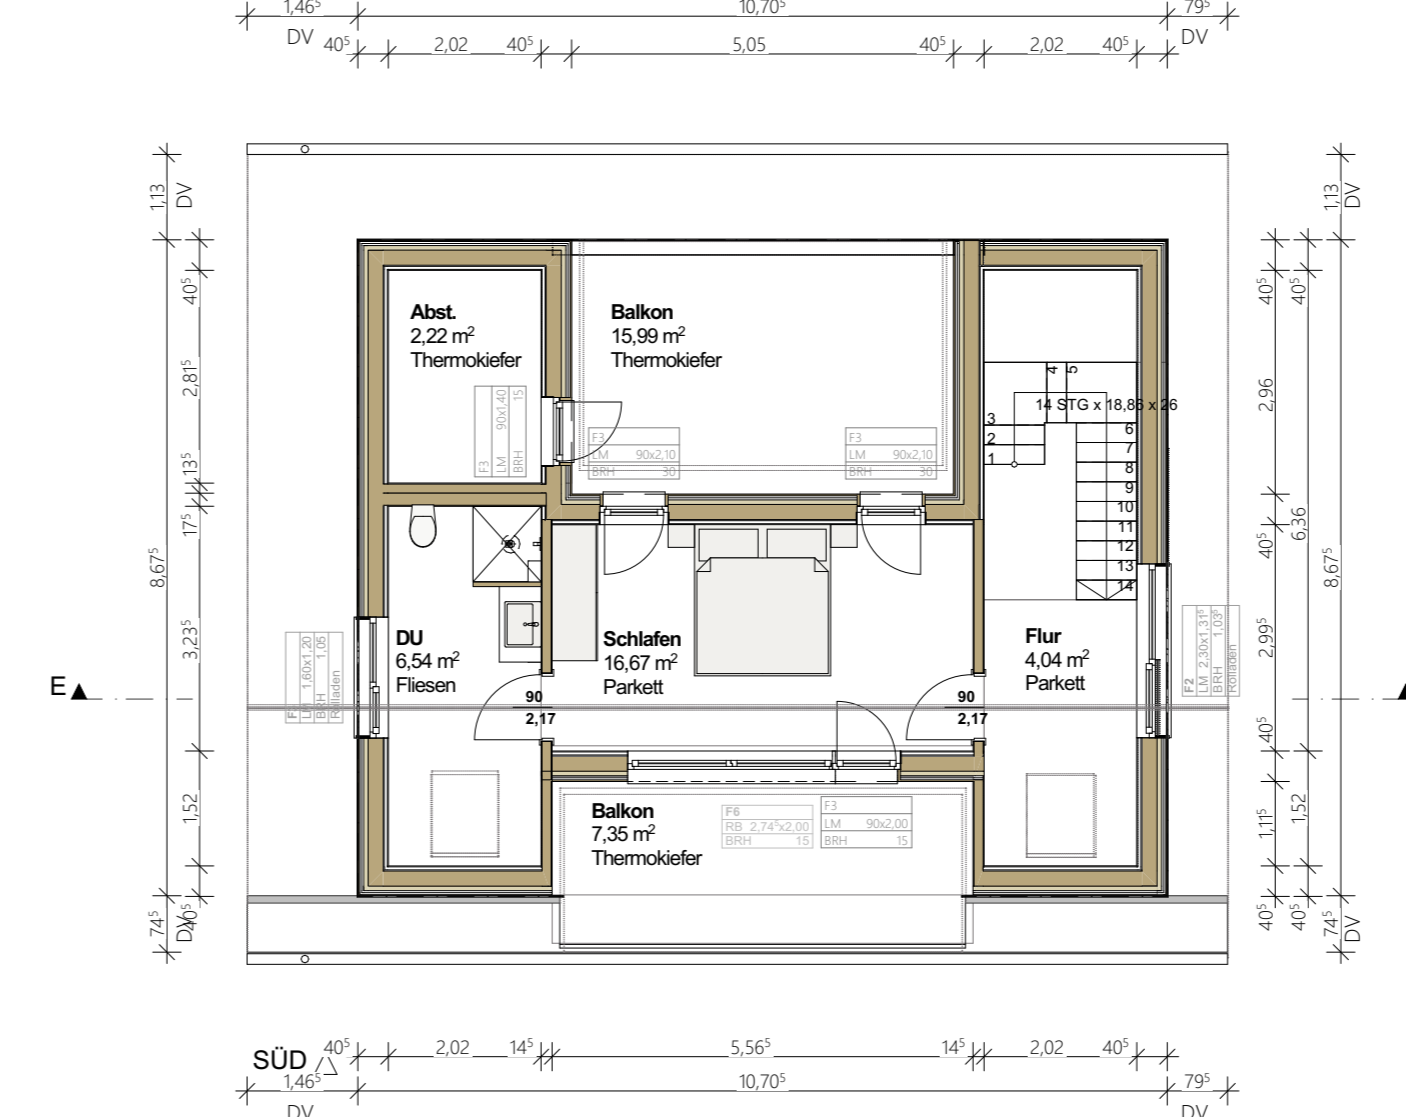 1,46⁵ 10,70⁵ 79⁵
DV DV
40⁵ 2,02 40⁵ 5,05 40⁵ 2,02 40⁵
1,13 DV
1,13 DV
40⁵
2,81⁵
13⁵
17⁵
3,23⁵
1,52
40⁵
8,67⁵
74⁵ DV
Abst.
2,22 m²
Thermokiefer
F3
LM 90x1,40
BRH 15
Balkon
15,99 m²
Thermokiefer
F3
LM 90x2,10
BRH 30
F3
LM 90x2,10
BRH 30
4 5
14 STG x 18,86 x 26
3
2
1
6
7
8
9
10
11
12
13
14
DU
6,54 m²
Fliesen
LM 1,60x1,20
BRH 1,05
Rolladen
Schlafen
16,67 m²
Parkett
Flur
4,04 m²
Parkett
F2
LM 2,30x1,31⁵
BRH 1,03⁵
Rolladen
E
90
2,17
90
2,17
Balkon
7,35 m²
Thermokiefer
F6
RB 2,74⁵x2,00
BRH 15
F3
LM 90x2,00
BRH 15
40⁵
2,96
40⁵
2,99⁵
40⁵
1,11⁵
40⁵
40⁵
6,36
1,52
40⁵
8,67⁵
74⁵ DV
SÜD
40⁵ 2,02 14⁵ 5,56⁵ 14⁵ 2,02 40⁵
1,46⁵ 10,70⁵ 79⁵
DV DV